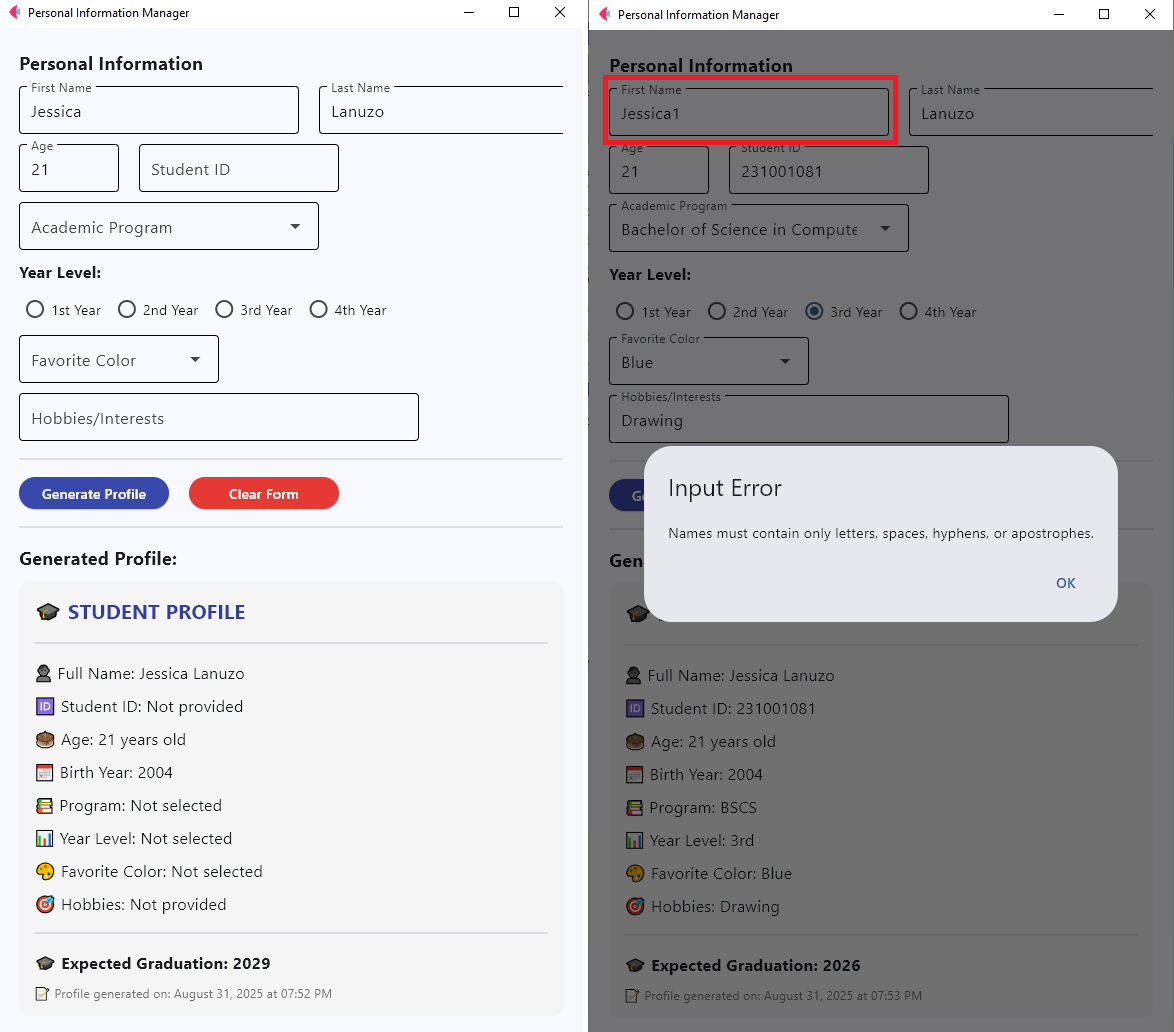 Personal Information Manager
Personal Information
First Name
Last Name
Jessica
Lanuzo
Age
21
Student ID
Academic Program
Year Level:
1st Year 2nd Year 3rd Year 4th Year
Favorite Color
Hobbies/Interests
Generate Profile Clear Form
Generated Profile:
🎓 STUDENT PROFILE
Full Name: Jessica Lanuzo
🆔 Student ID: Not provided
Age: 21 years old
Birth Year: 2004
Program: Not selected
Year Level: Not selected
Favorite Color: Not selected
Hobbies: Not provided
Expected Graduation: 2029
Profile generated on: August 31, 2025 at 07:52 PM
Personal Information Manager
Personal Information
First Name
Last Name
Jessica1
Lanuzo
Age
Student ID
21
231001081
Academic Program
Bachelor of Science in Compute
Year Level:
1st Year 2nd Year 3rd Year 4th Year
Favorite Color
Blue
Hobbies/Interests
Drawing
G
Input Error
Names must contain only letters, spaces, hyphens, or apostrophes.
OK
Gen
Full Name: Jessica Lanuzo
🆔 Student ID: 231001081
Age: 21 years old
Birth Year: 2004
Program: BSCS
Year Level: 3rd
Favorite Color: Blue
Hobbies: Drawing
Expected Graduation: 2026
Profile generated on: August 31, 2025 at 07:53 PM